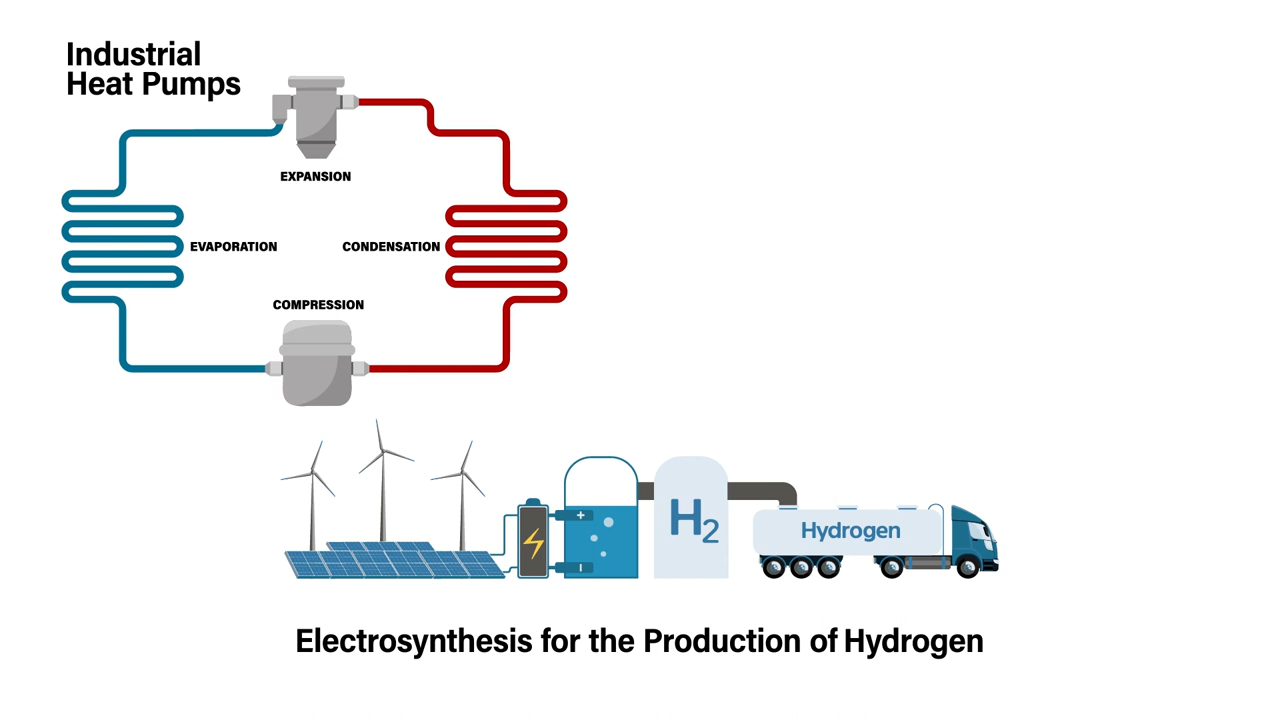 Industrial
Heat Pumps
EXPANSION
EVAPORATION
CONDENSATION
COMPRESSION
+
H2
Hydrogen
Electrosynthesis for the Production of Hydrogen